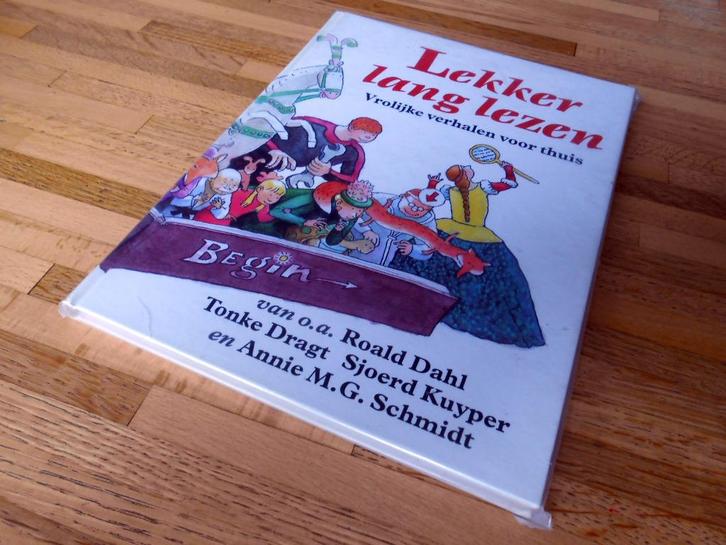 Lekker
lang lezen
Vrolijke verhalen voor thuis
Begin
van o.a. Roald Dahl
Tonke Dragt Sjoerd Kuyper
en Annie M.G. Schmidt